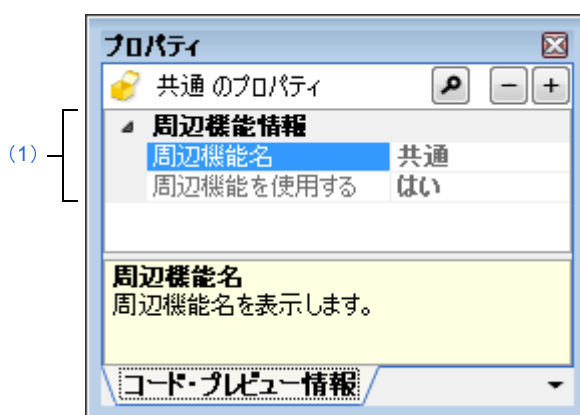 プロパティ
共通 のプロパティ
周辺機能情報
(1)
周辺機能名 共通
周辺機能を使用する はい
周辺機能名
周辺機能名を表示します。
コード・プレビュー情報